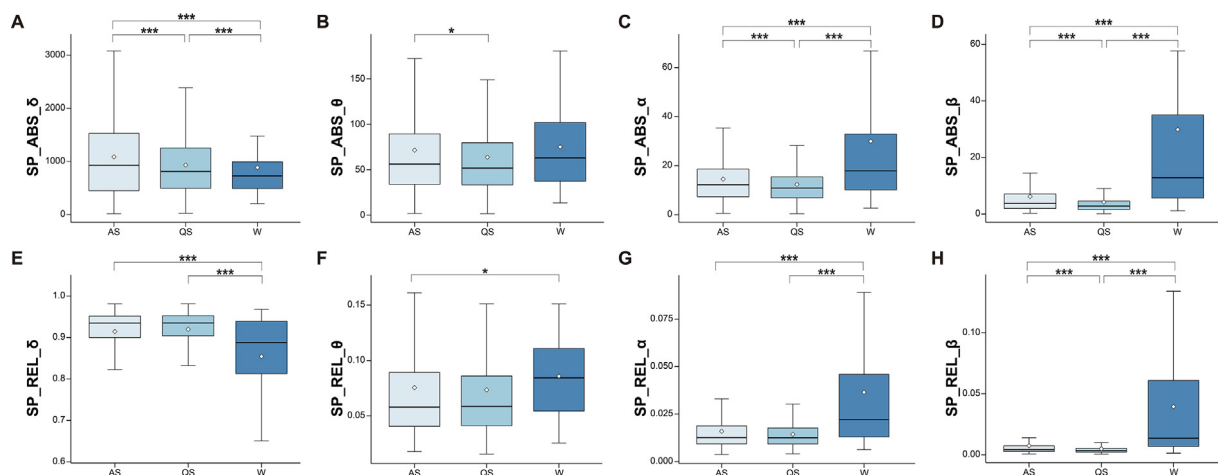 A
***
***
***
SP_ABS_δ
3000
2000
1000
0
AS
QS
W
B
*
SP_ABS_θ
150
100
50
0
AS
QS
W
C
***
***
***
SP_ABS_α
60
40
20
0
AS
QS
W
D
***
***
***
SP_ABS_β
60
40
20
0
AS
QS
W
E
***
***
SP_REL_δ
1.0
0.9
0.8
0.7
0.6
AS
QS
W
F
*
SP_REL_θ
0.15
0.10
0.05
AS
QS
W
G
***
***
SP_REL_α
0.075
0.050
0.025
0.000
AS
QS
W
H
***
***
***
SP_REL_β
0.10
0.05
0.00
AS
QS
W